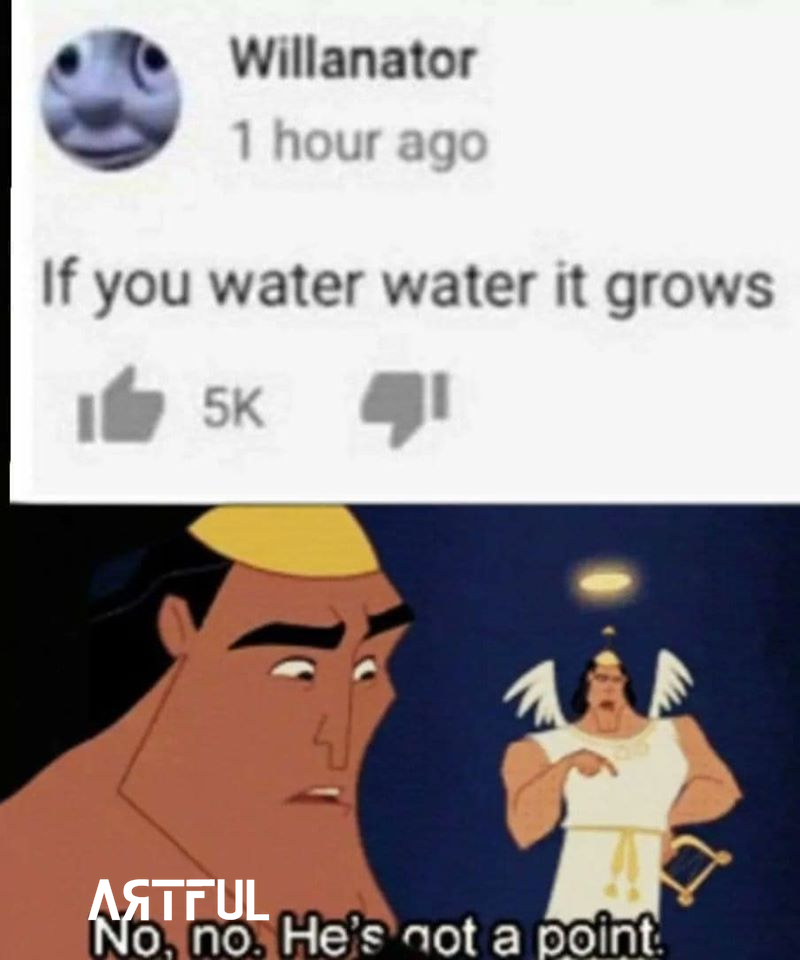 Willanator
1 hour ago
If you water water it grows
5K
ARTFUL
No, no. He's got a point.